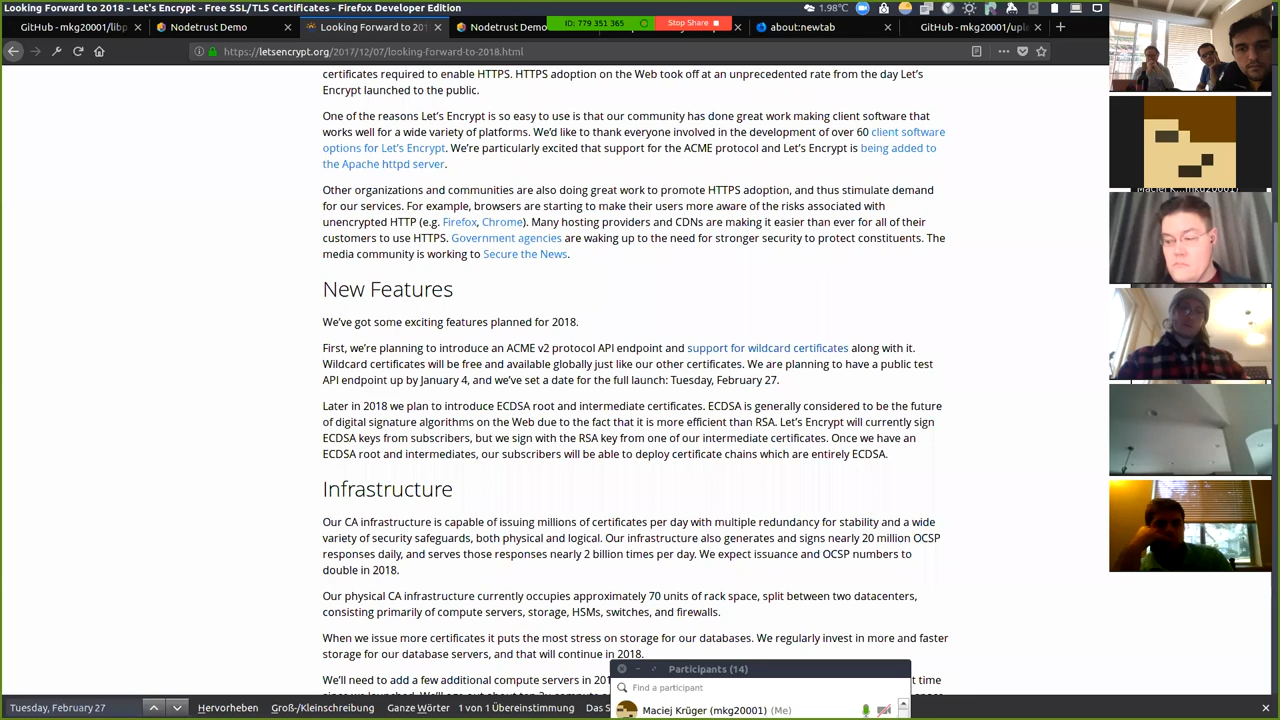 Looking Forward to 2018 - Let's Encrypt - Free SSL/TLS Certificates - Firefox Developer Edition
1.98°C
GitHub - mkg20001/libp
Nodetrust Demo
Looking Forward to 201
Nodetrust Demo
ID: 779 351 365
Stop Share
about:newtab
GitHub - mkg20001/upla
https://letsencrypt.org/2017/12/07/looking-forward-to-2018.html
Encrypt launched to the public.
One of the reasons Let's Encrypt is so easy to use is that our community has done great work making client software that
works well for a wide variety of platforms. We'd like to thank everyone involved in the development of over 60 client software
options for Let's Encrypt. We're particularly excited that support for the ACME protocol and Let's Encrypt is being added to
the Apache httpd server.
Other organizations and communities are also doing great work to promote HTTPS adoption, and thus stimulate demand
for our services. For example, browsers are starting to make their users more aware of the risks associated with
unencrypted HTTP (e.g. Firefox, Chrome). Many hosting providers and CDNs are making it easier than ever for all of their
customers to use HTTPS. Government agencies are waking up to the need for stronger security to protect constituents. The
media community is working to Secure the News.
New Features
We've got some exciting features planned for 2018.
First, we're planning to introduce an ACME v2 protocol API endpoint and support for wildcard certificates along with it.
Wildcard certificates will be free and available globally just like our other certificates. We are planning to have a public test
API endpoint up by January 4, and we've set a date for the full launch: Tuesday, February 27.
Later in 2018 we plan to introduce ECDSA root and intermediate certificates. ECDSA is generally considered to be the future
of digital signature algorithms on the Web due to the fact that it is more efficient than RSA. Let's Encrypt will currently sign
ECDSA keys from subscribers, but we sign with the RSA key from one of our intermediate certificates. Once we have an
ECDSA root and intermediates, our subscribers will be able to deploy certificate chains which are entirely ECDSA.
Infrastructure
Our CA infrastructure is capable of issuing millions of certificates per day with multiple redundancy for stability and a wide
variety of security safeguards, both physical and logical. Our infrastructure also generates and signs nearly 20 million OCSP
responses daily, and serves those responses nearly 2 billion times per day. We expect issuance and OCSP numbers to
double in 2018.
Our physical CA infrastructure currently occupies approximately 70 units of rack space, split between two datacenters,
consisting primarily of compute servers, storage, HSMs, switches, and firewalls.
When we issue more certificates it puts the most stress on storage for our databases. We regularly invest in more and faster
storage for our database servers, and that will continue in 2018.
We'll need to add a few additional compute servers in 201
t time
Participants (14)
Find a participant
Maciej Krüger (mkg20001) (Me)
Tuesday, February 27
Hervorheben
Groß-/Kleinschreibung
Ganze Wörter
1 von 1 Übereinstimmung
Das S